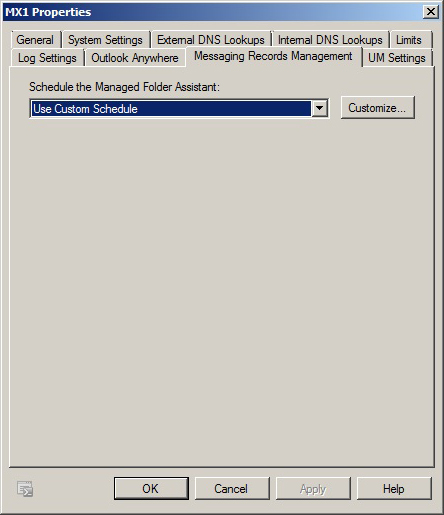 MX1 Properties
General System Settings External DNS Lookups Internal DNS Lookups Limits
Log Settings Outlook Anywhere Messaging Records Management UM Settings
Schedule the Managed Folder Assistant:
Use Custom Schedule Customize...
OK Cancel Apply Help